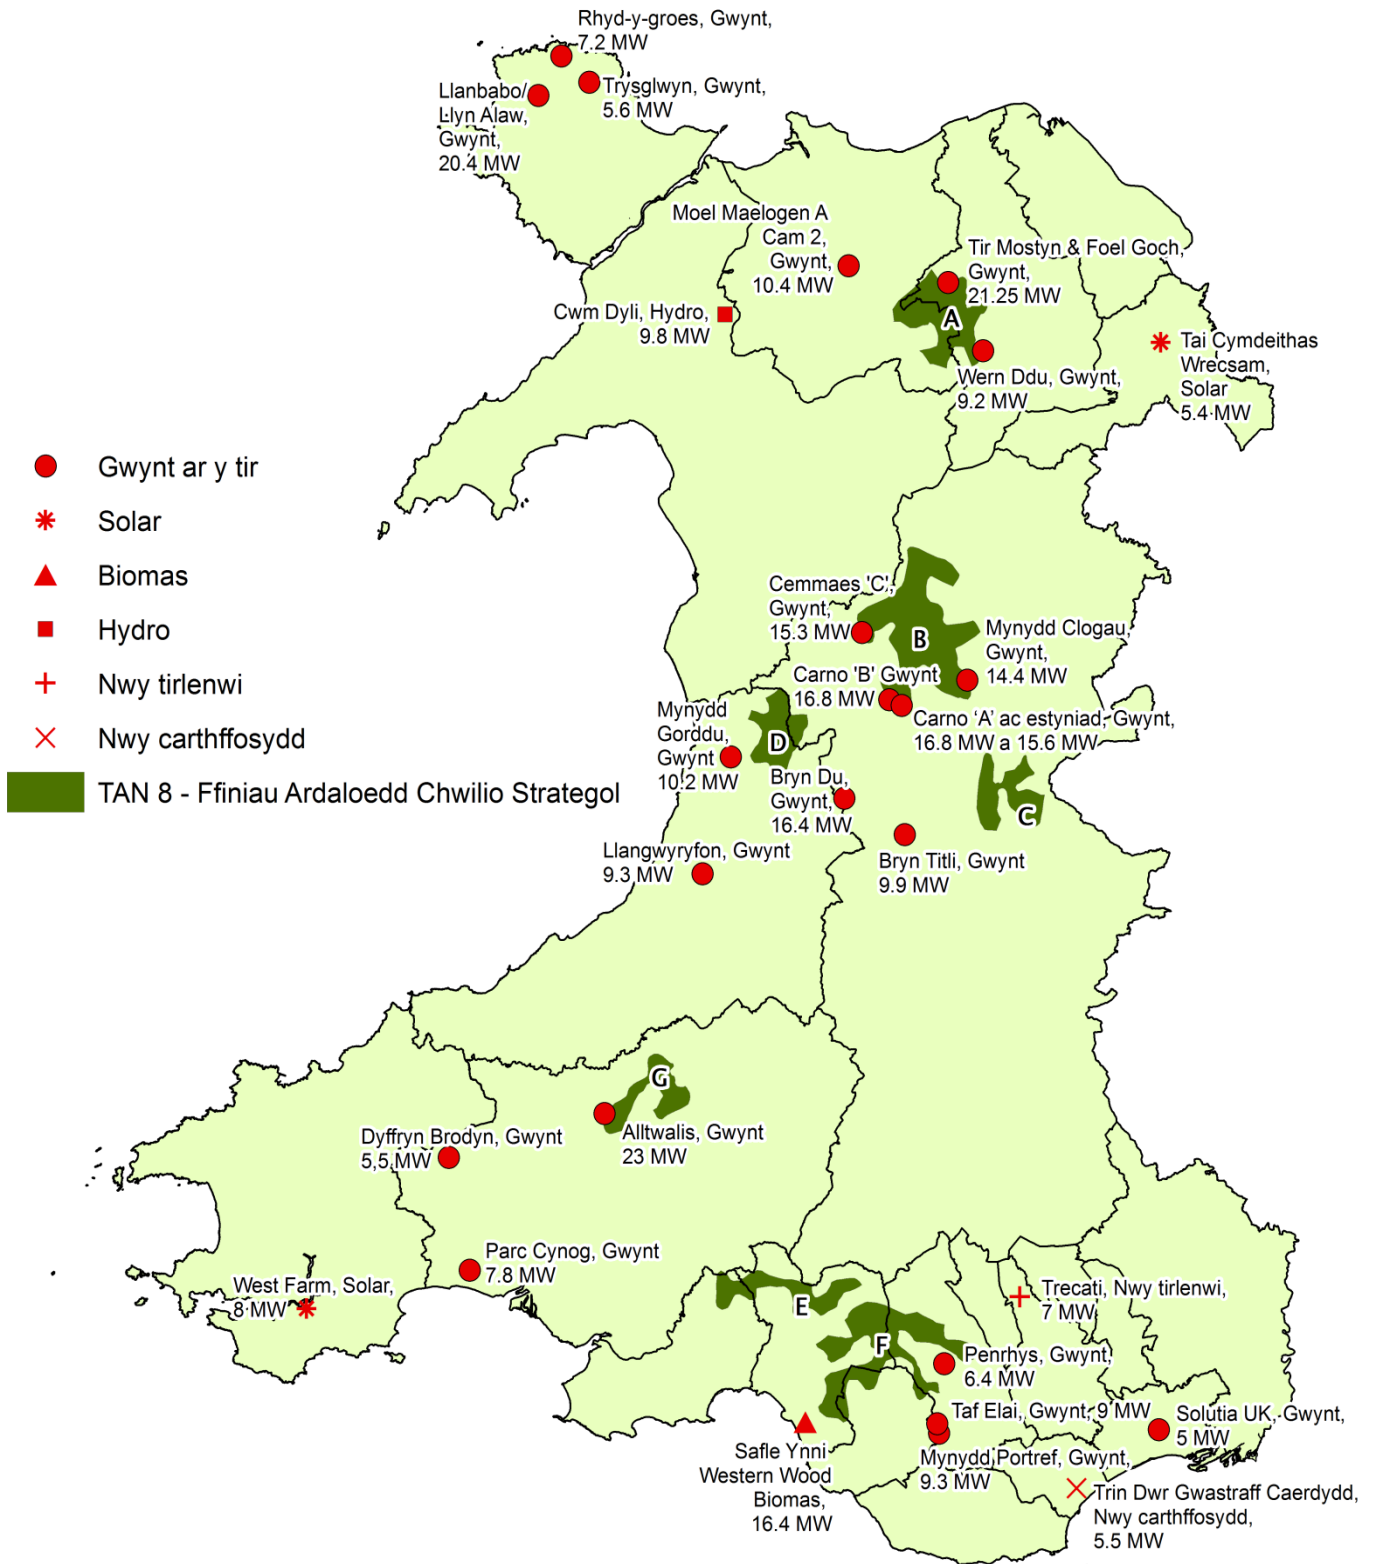 Rhyd-y-groes, Gwynt,
7.2 MW
Trysglwyn, Gwynt,
5.6 MW
Llanbabo/
Llyn Alaw,
Gwynt,
20.4 MW
Moel Maelogen A
Cam 2,
Gwynt,
10.4 MW
Tir Mostyn & Foel Goch,
Gwynt,
21.25 MW
Cwm Dyli, Hydro,
9.8 MW
A
Tai Cymdeithas
Wrecsam,
Solar
5.4 MW
Wern Ddu, Gwynt,
9.2 MW
Gwynt ar y tir
Solar
Biomas
Hydro
Nwy tirlenwi
Nwy carthffosydd
TAN 8 - Ffiniau Ardaloedd Chwilio Strategol
Cemmaes 'C',
Gwynt,
15.3 MW
B
Mynydd Clogau,
Gwynt,
14.4 MW
Carno 'B' Gwynt
16.8 MW
Carno ‘A’ ac estyniad, Gwynt,
16.8 MW a 15.6 MW
Mynydd
Gorddu,
Gwynt
10.2 MW
D
Bryn Du,
Gwynt,
16.4 MW
C
Llangwyryfon, Gwynt
9.3 MW
Bryn Titli, Gwynt
9.9 MW
G
Alltwalis, Gwynt
23 MW
Dyffryn Brodyn, Gwynt
5,5 MW
Parc Cynog, Gwynt
7.8 MW
West Farm, Solar,
8 MW
E
Trecati, Nwy tirlenwi,
7 MW
F
Penrhys, Gwynt,
6.4 MW
Taf Elai, Gwynt, 9 MW
Solutia UK, Gwynt,
5 MW
Safle Ynni
Western Wood
Biomas,
16.4 MW
Mynydd Portref, Gwynt,
9.3 MW
Trin Dwr Gwastraff Caerdydd,
Nwy carthffosydd,
5.5 MW